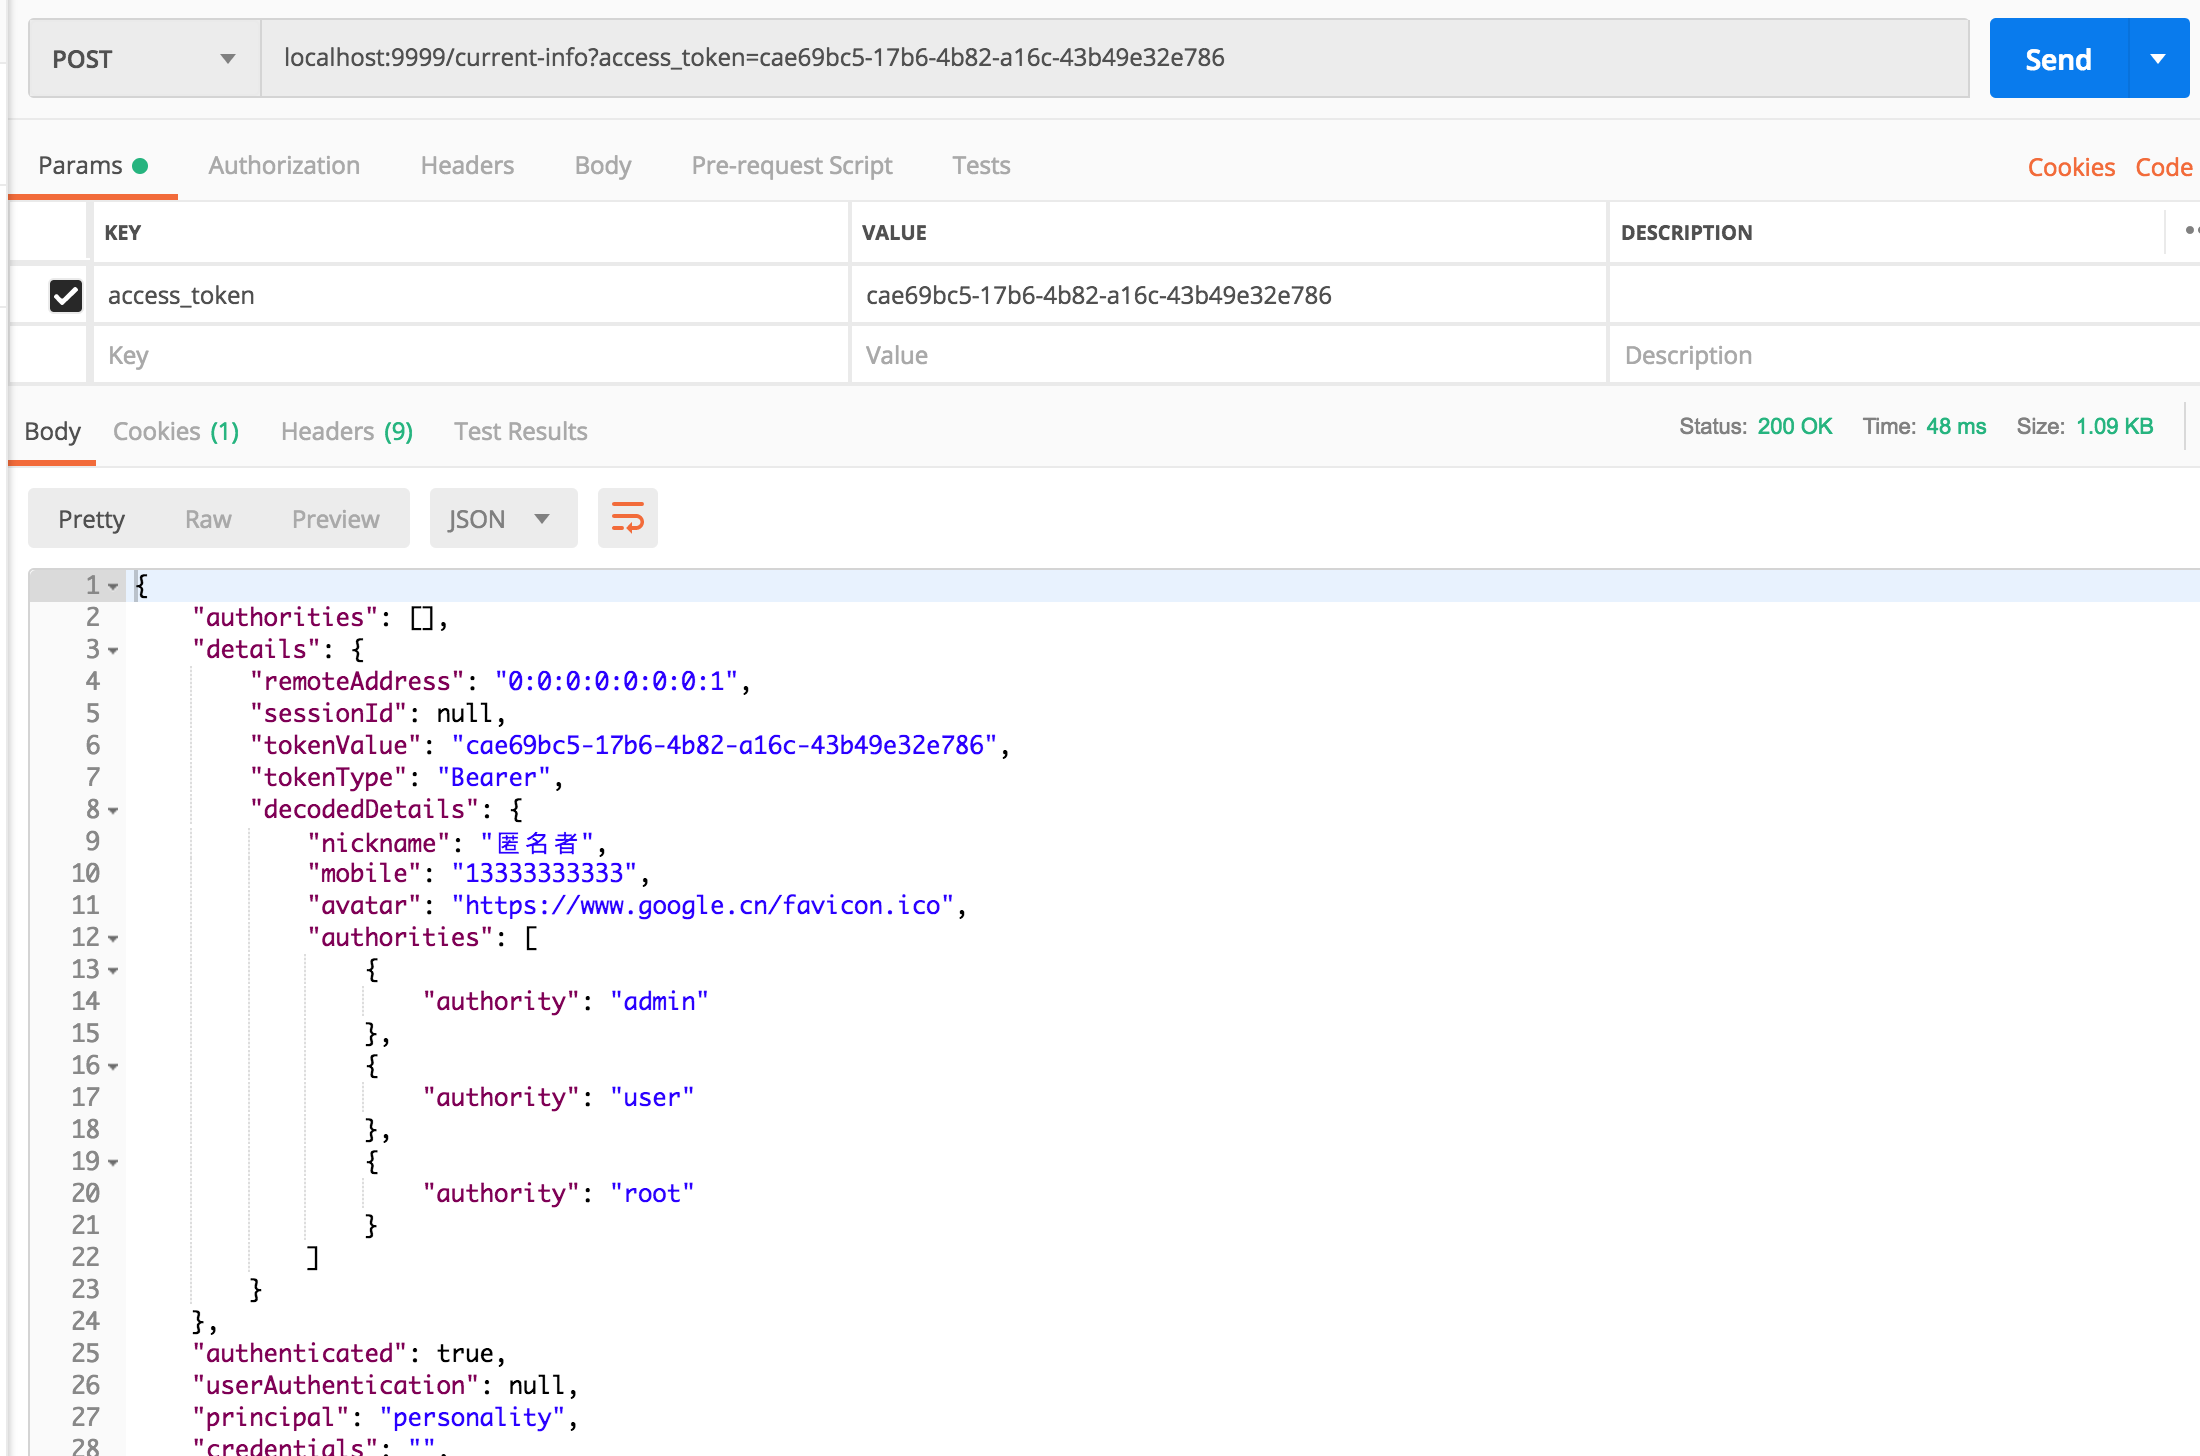 POST localhost:9999/current-info?access_token=cae69bc5-17b6-4b82-a16c-43b49e32e786 Send
Params Authorization Headers Body Pre-request Script Tests Cookies Code
KEY VALUE DESCRIPTION
access_token cae69bc5-17b6-4b82-a16c-43b49e32e786
Key Value Description
Body Cookies (1) Headers (9) Test Results Status: 200 OK Time: 48 ms Size: 1.09 KB
Pretty Raw Preview JSON
1 {
2 "authorities": [],
3 "details": {
4 "remoteAddress": "0:0:0:0:0:0:0:1",
5 "sessionId": null,
6 "tokenValue": "cae69bc5-17b6-4b82-a16c-43b49e32e786",
7 "tokenType": "Bearer",
8 "decodedDetails": {
9 "nickname": "匿名者",
10 "mobile": "13333333333",
11 "avatar": "https://www.google.cn/favicon.ico",
12 "authorities": [
13 {
14 "authority": "admin"
15 },
16 {
17 "authority": "user"
18 },
19 {
20 "authority": "root"
21 }
22 ]
23 }
24 },
25 "authenticated": true,
26 "userAuthentication": null,
27 "principal": "personality",
28 "credentials": "",